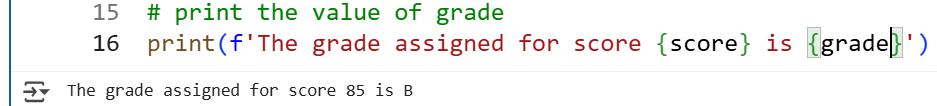 15 # print the value of grade
16 print(f'The grade assigned for score {score} is {grade}')
The grade assigned for score 85 is B